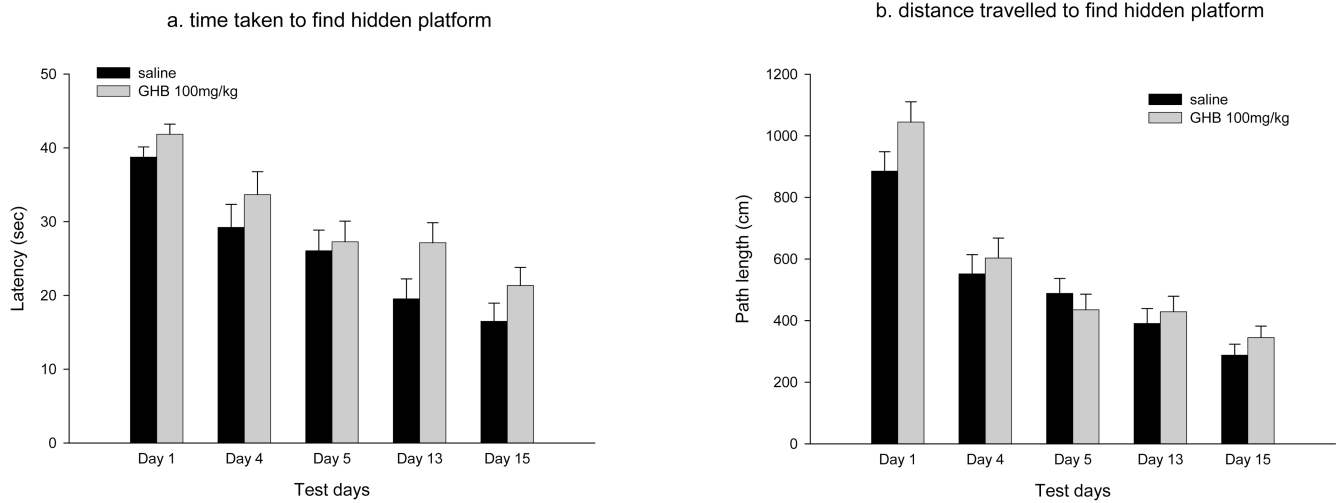 a. time taken to find hidden platform
50
40
30
20
10
0
Latency (sec)
saline
GHB 100mg/kg
Day 1
Day 4
Day 5
Day 13
Day 15
Test days
b. distance travelled to find hidden platform
1200
1000
800
600
400
200
0
Path length (cm)
saline
GHB 100mg/kg
Day 1
Day 4
Day 5
Day 13
Day 15
Test days